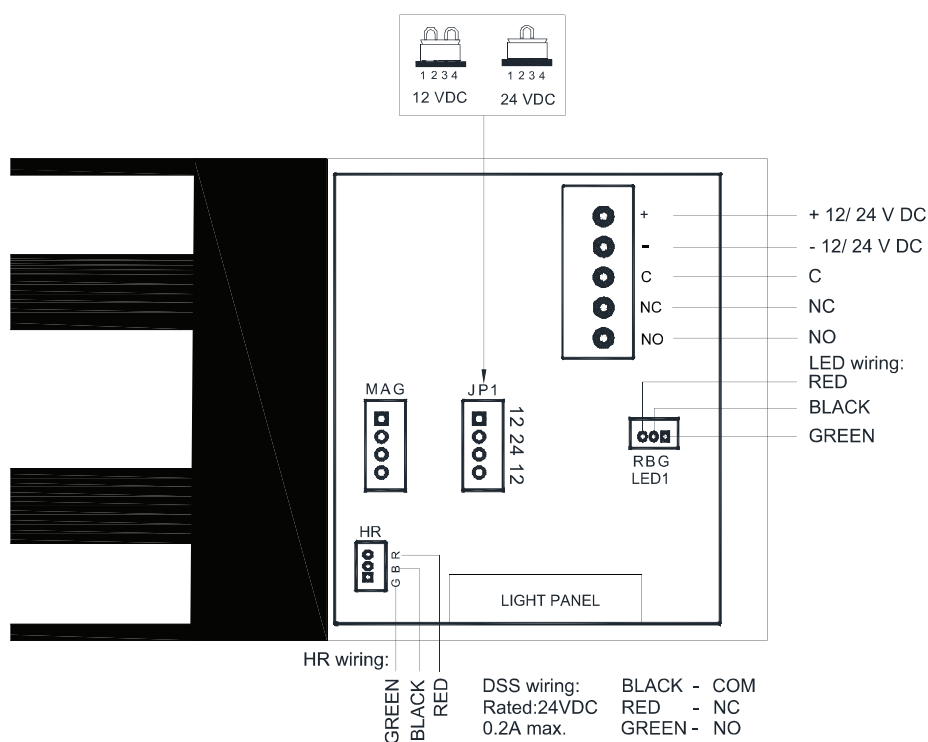 1 2 3 4 1 2 3 4
12 VDC 24 VDC
+ + 12/ 24 V DC
- - 12/ 24 V DC
C C
NC NC
NO NO
LED wiring:
RED
BLACK
GREEN
MAG
JP1
12 24 12
RBG
LED1
HR
R
B
G
LIGHT PANEL
HR wiring:
GREEN
BLACK
RED
DSS wiring: BLACK - COM
Rated:24VDC RED - NC
0.2A max. GREEN - NO